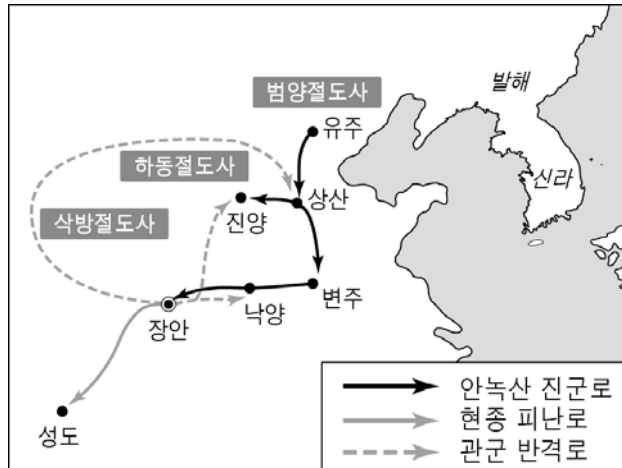 발해
범양절도사
유주
하동절도사
신라
상산
진양
삭방절도사
변주
낙양
장안
성도
안녹산 진군로
현종 피난로
관군 반격로